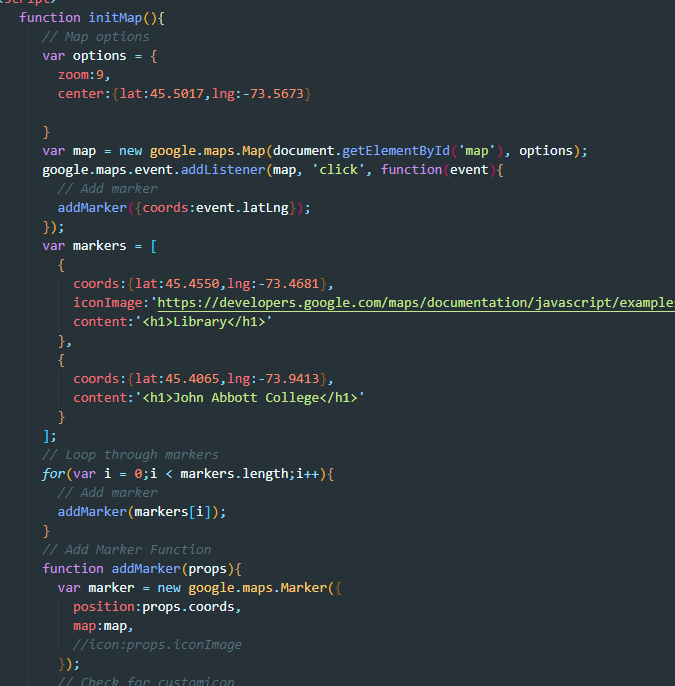 script>
function initMap(){
// Map options
var options = {
zoom:9,
center:{lat:45.5017,lng:-73.5673}
}
var map = new google.maps.Map(document.getElementById('map'), options);
google.maps.event.addListener(map, 'click', function(event){
// Add marker
addMarker({coords:event.latLng});
});
var markers = [
{
coords:{lat:45.4550,lng:-73.4681},
iconImage:'https://developers.google.com/maps/documentation/javascript/examples
content:'<h1>Library</h1>'
},
{
coords:{lat:45.4065,lng:-73.9413},
content:'<h1>John Abbott College</h1>'
}
];
// Loop through markers
for(var i = 0;i < markers.length;i++){
// Add marker
addMarker(markers[i]);
}
// Add Marker Function
function addMarker(props){
var marker = new google.maps.Marker({
position:props.coords,
map:map,
//icon:props.iconImage
});
// Check for customicon